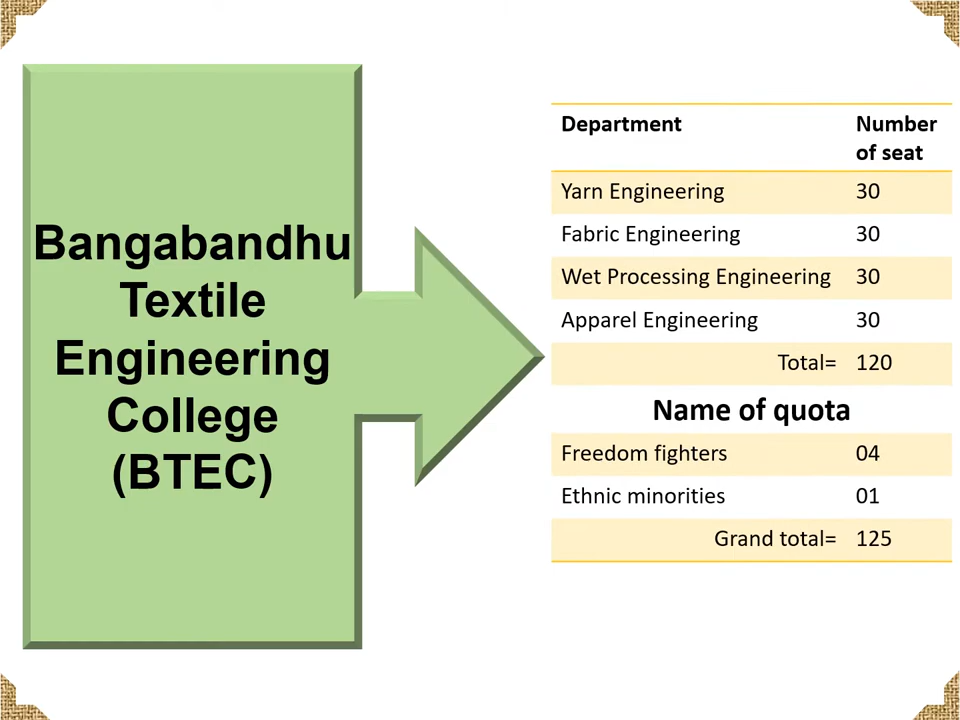 Bangabandhu
Textile
Engineering
College
(BTEC)
Department Number of seat
Yarn Engineering 30
Fabric Engineering 30
Wet Processing Engineering 30
Apparel Engineering 30
Total= 120
Name of quota
Freedom fighters 04
Ethnic minorities 01
Grand total= 125